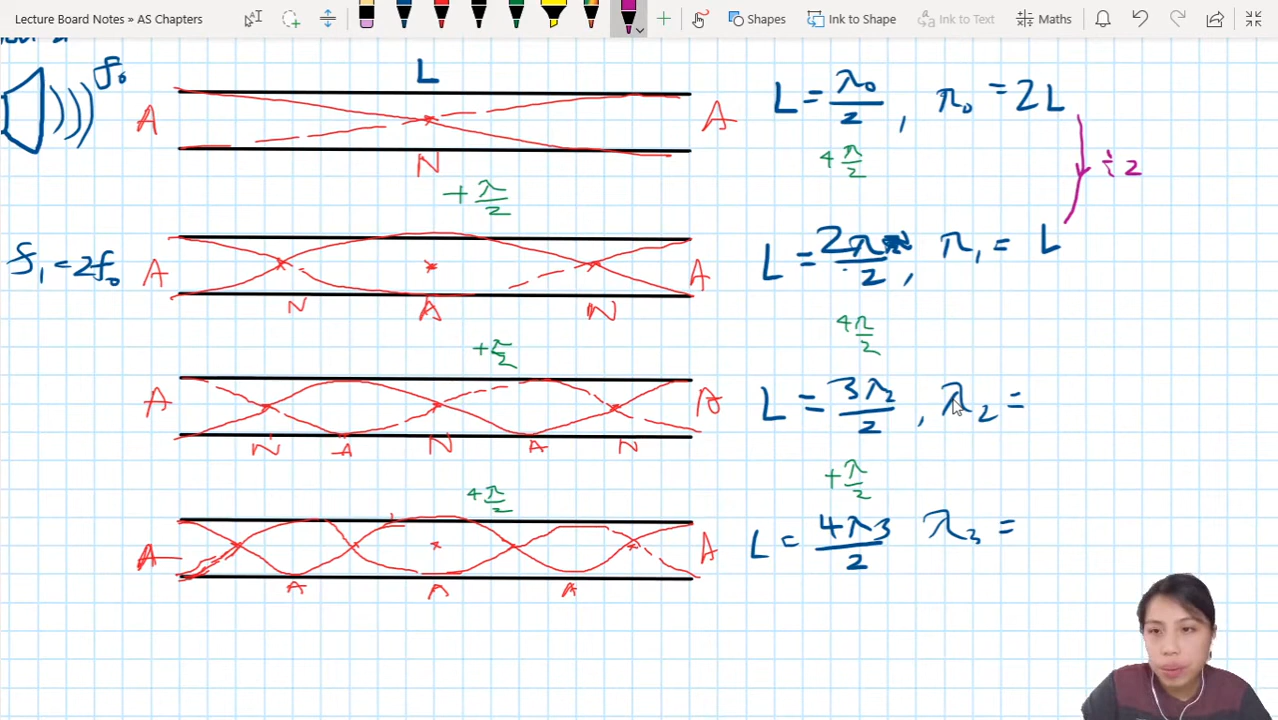 Lecture Board Notes » AS Chapters
Shapes
Ink to Shape
Ink to Text
Maths
f₀
L
A
A
N
L = λ₀/2, λ₀ = 2L
+λ/2
÷2
+λ/2
f₁ = 2f₀
A
A
N A N
L = 2λ/2, λ₁ = L
+λ/2
+λ/2
A
A
N A N A N
L = 3λ₂/2, λ₂ =
+λ/2
+λ/2
A
A
A A A
L = 4λ3/2 λ₃ =